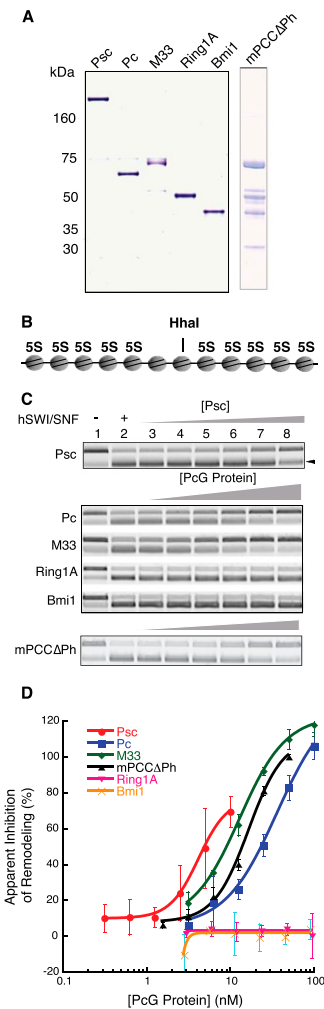 A
Psc Pc M33 Ring1A Bmi1 mPCCΔPh
kDa
160
75
50
35
30
B
HhaI
5S 5S 5S 5S 5S 5S 5S 5S 5S 5S
C
[Psc]
hSWI/SNF - +
1 2 3 4 5 6 7 8
Psc
[PcG Protein]
Pc
M33
Ring1A
Bmi1
mPCCΔPh
D
120
100
80
60
40
20
0
-20
Psc
Pc
M33
mPCCΔPh
Ring1A
Bmi1
Apparent Inhibition
of Remodeling (%)
0.1 1 10 100
[PcG Protein] (nM)